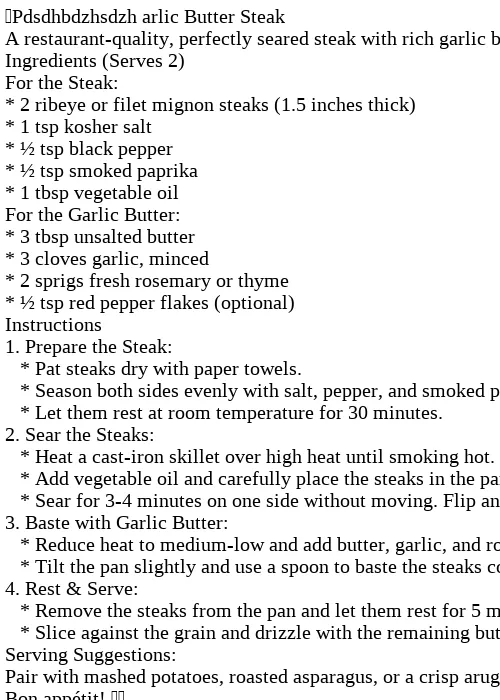 Pdsdhbdzhsdzh arlic Butter Steak
A restaurant-quality, perfectly seared steak with rich garlic b
Ingredients (Serves 2)
For the Steak:
* 2 ribeye or filet mignon steaks (1.5 inches thick)
* 1 tsp kosher salt
* ½ tsp black pepper
* ½ tsp smoked paprika
* 1 tbsp vegetable oil
For the Garlic Butter:
* 3 tbsp unsalted butter
* 3 cloves garlic, minced
* 2 sprigs fresh rosemary or thyme
* ½ tsp red pepper flakes (optional)
Instructions
1. Prepare the Steak:
* Pat steaks dry with paper towels.
* Season both sides evenly with salt, pepper, and smoked p
* Let them rest at room temperature for 30 minutes.
2. Sear the Steaks:
* Heat a cast-iron skillet over high heat until smoking hot.
* Add vegetable oil and carefully place the steaks in the pa
* Sear for 3-4 minutes on one side without moving. Flip an
3. Baste with Garlic Butter:
* Reduce heat to medium-low and add butter, garlic, and ro
* Tilt the pan slightly and use a spoon to baste the steaks co
4. Rest & Serve:
* Remove the steaks from the pan and let them rest for 5 m
* Slice against the grain and drizzle with the remaining but
Serving Suggestions:
Pair with mashed potatoes, roasted asparagus, or a crisp arug
Bon appétit!